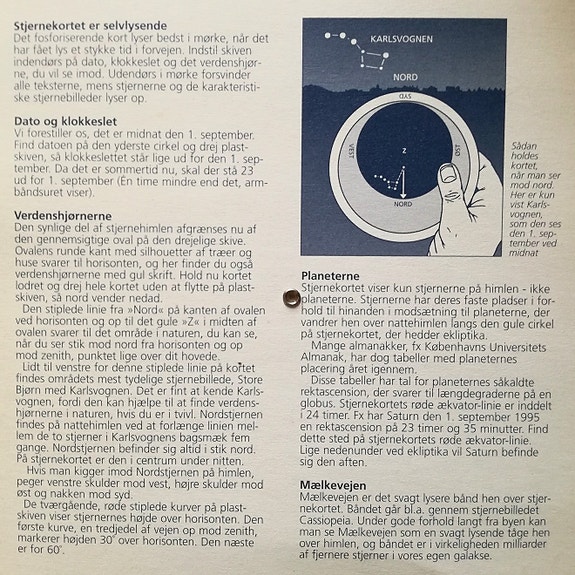 Stjernekortet er selvlysende
Det fosforiserende kort lyser bedst i mørke, når det
har fået lys et stykke tid i forvejen. Indstil skiven
indendørs på dato, klokkeslet og det verdenshjør-
ne, du vil se imod. Udendørs i mørke forsvinder
alle teksterne, mens stjernerne og de karakteristi-
ske stjernebilleder lyser op.
Dato og klokkeslet
Vi forestiller os, det er midnat den 1. september.
Find datoen på den yderste cirkel og drej plast-
skiven, så klokkeslettet står lige ud for den 1. sep-
tember. Da det er sommertid nu, skal der stå 23
ud for 1. september (Én time mindre end det, arm-
båndsuret viser).
Verdenshjørnerne
Den synlige del af stjernehimlen afgrænses nu af
den gennemsigtige oval på den drejelige skive.
Ovalens runde kant med silhouetter af træer og
huse svarer til horisonten, og her finder du også
verdenshjørnerne med gul skrift. Hold nu kortet
lodret og drej hele kortet uden at flytte på plast-
skiven, så nord vender nedad.
Den stiplede linie fra »Nord« på kanten af ovalen
ved horisonten og op til det gule »Z« i midten af
ovalen svarer til det område i naturen, du kan se,
når du ser stik mod nord fra horisonten og op
mod zenith, punktet lige over dit hovede.
Lidt til venstre for denne stiplede linie på kortet
findes områdets mest tydelige stjernebillede, Store
Bjørn med Karlsvognen. Det er fint at kende Karls-
vognen, fordi den kan hjælpe til at finde verdens-
hjørnerne i naturen, hvis du er i tvivl. Nordstjernen
findes på nattehimlen ved at forlænge linien mel-
lem de to stjerner i Karlsvognens bagsmæk fem
gange. Nordstjernen befinder sig altid i stik nord.
På stjernekortet er den i centrum under nitten.
Hvis man kigger imod Nordstjernen på himlen,
peger venstre skulder mod vest, højre skulder mod
øst og nakken mod syd.
De tværgående, røde stiplede kurver på plast-
skiven viser stjernernes højde over horisonten. Den
første kurve, en tredjedel af vejen op mod zenith,
markerer højden 30° over horisonten. Den næste
er for 60°.
KARLSVOGNEN
NORD
SYD
VEST
ØST
Z
NORD
Sådan
holdes
kortet,
når man ser
mod nord.
Her er kun
vist Karls-
vognen,
som den ses
den 1. sep-
tember ved
midnat
Planeterne
Stjernekortet viser kun stjernerne på himlen - ikke
planeterne. Stjernerne har deres faste pladser i for-
hold til hinanden i modsætning til planeterne, der
vandrer hen over nattehimlen langs den gule cirkel
på stjernekortet, der hedder ekliptika.
Mange almanakker, fx Københavns Universitets
Almanak, har dog tabeller med planeternes
placering året igennem.
Disse tabeller har tal for planeternes såkaldte
rektascension, der svarer til længdegraderne på en
globus. Stjernekortets røde ækvator-linie er inddelt
i 24 timer. Fx har Saturn den 1. september 1995
en rektascension på 23 timer og 35 minutter. Find
dette sted på stjernekortets røde ækvator-linie.
Lige nedenunder ved ekliptika vil Saturn befinde
sig den aften.
Mælkevejen
Mælkevejen er det svagt lysere bånd hen over stjer-
nekortet. Båndet går bl.a. gennem stjernebilledet
Cassiopeia. Under gode forhold langt fra byen kan
man se Mælkevejen som en svagt lysende tåge hen
over himlen, og båndet er i virkeligheden milliarder
af fjernere stjerner i vores egen galakse.